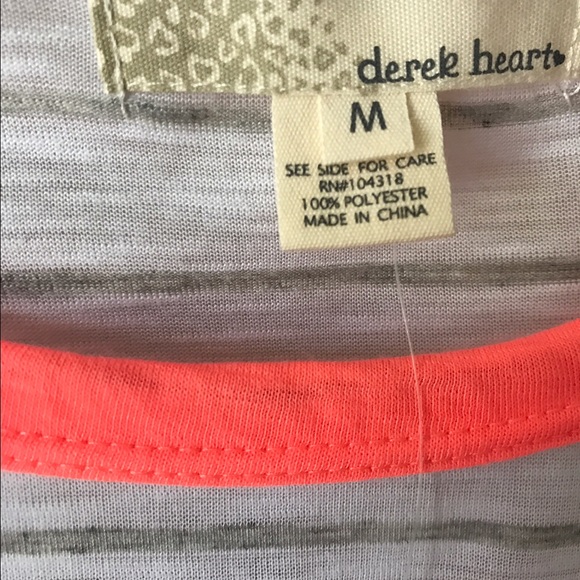 derek heart
M
SEE SIDE FOR CARE
RN#104318
100% POLYESTER
MADE IN CHINA